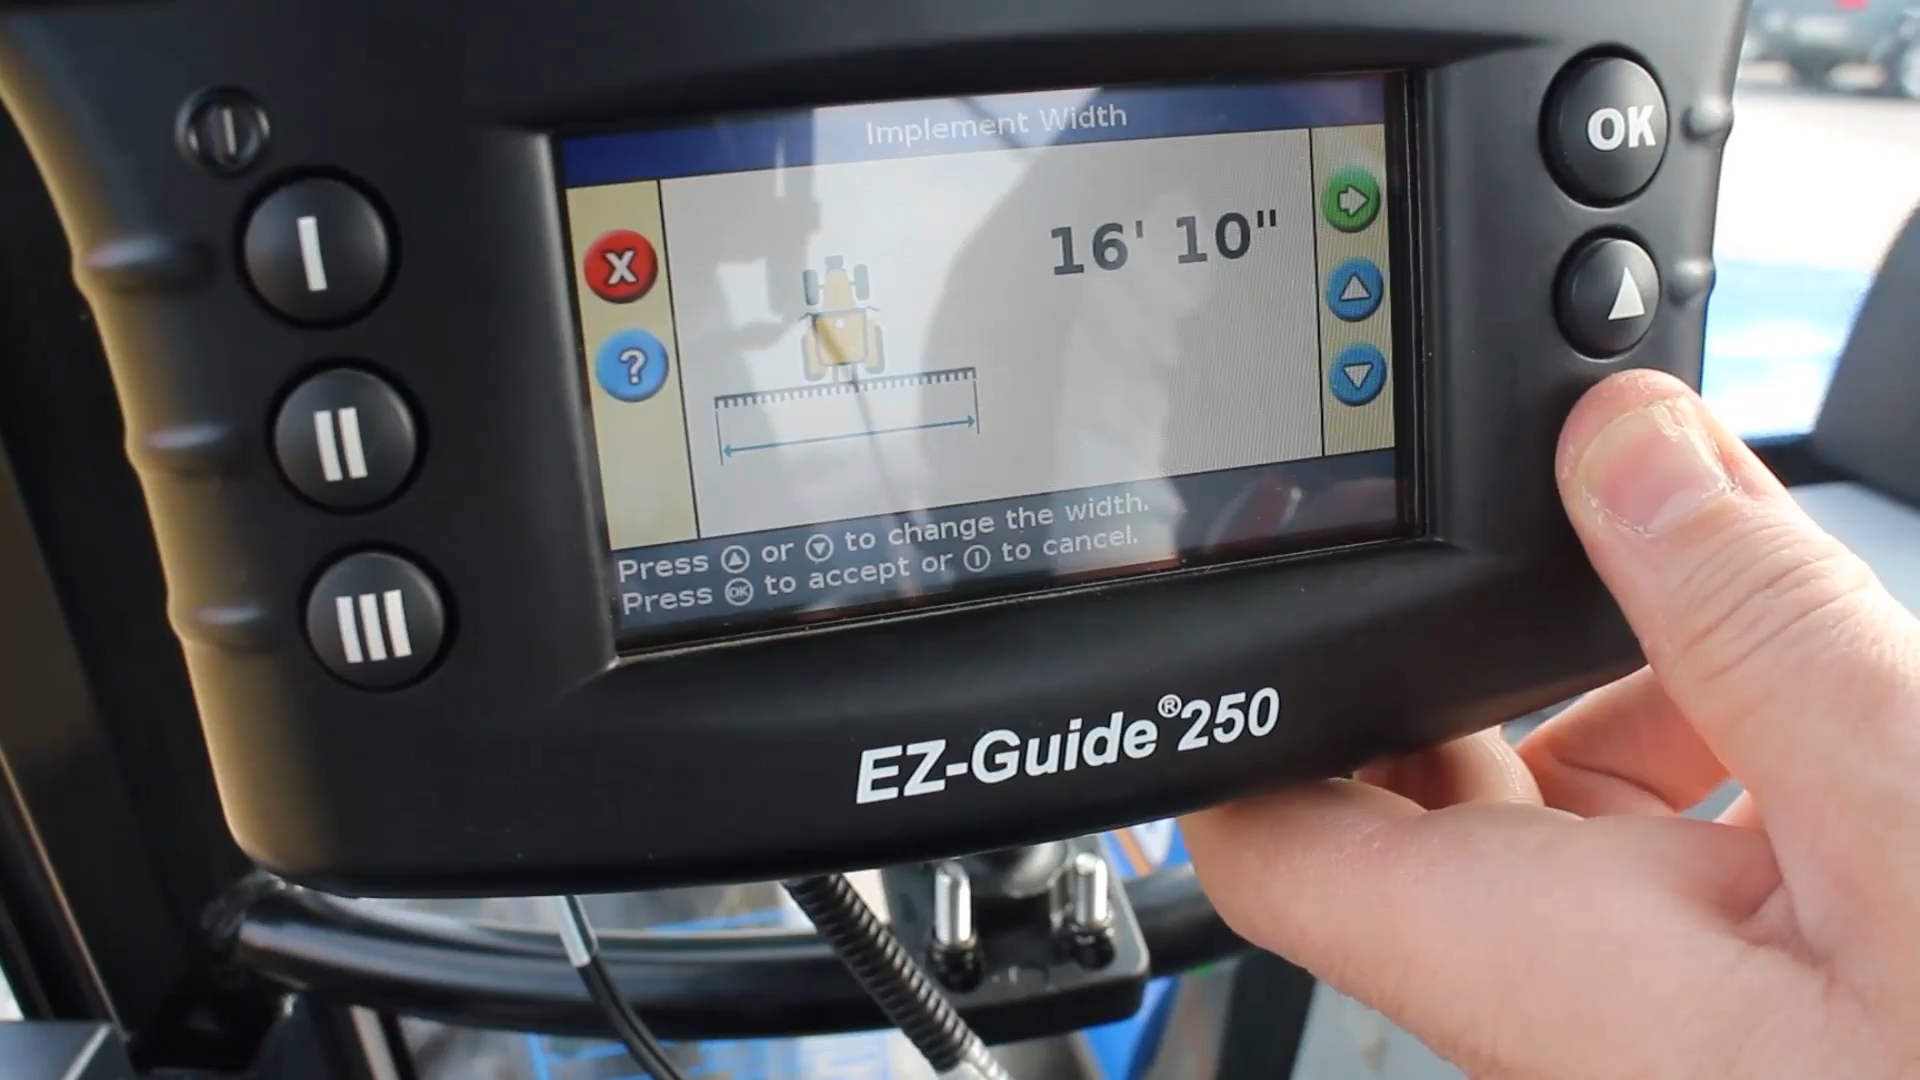 Implement Width
16' 10"
X
?
Press ▲ or ▼ to change the width.
Press OK to accept or I to cancel.
I
II
III
OK
EZ-Guide®250